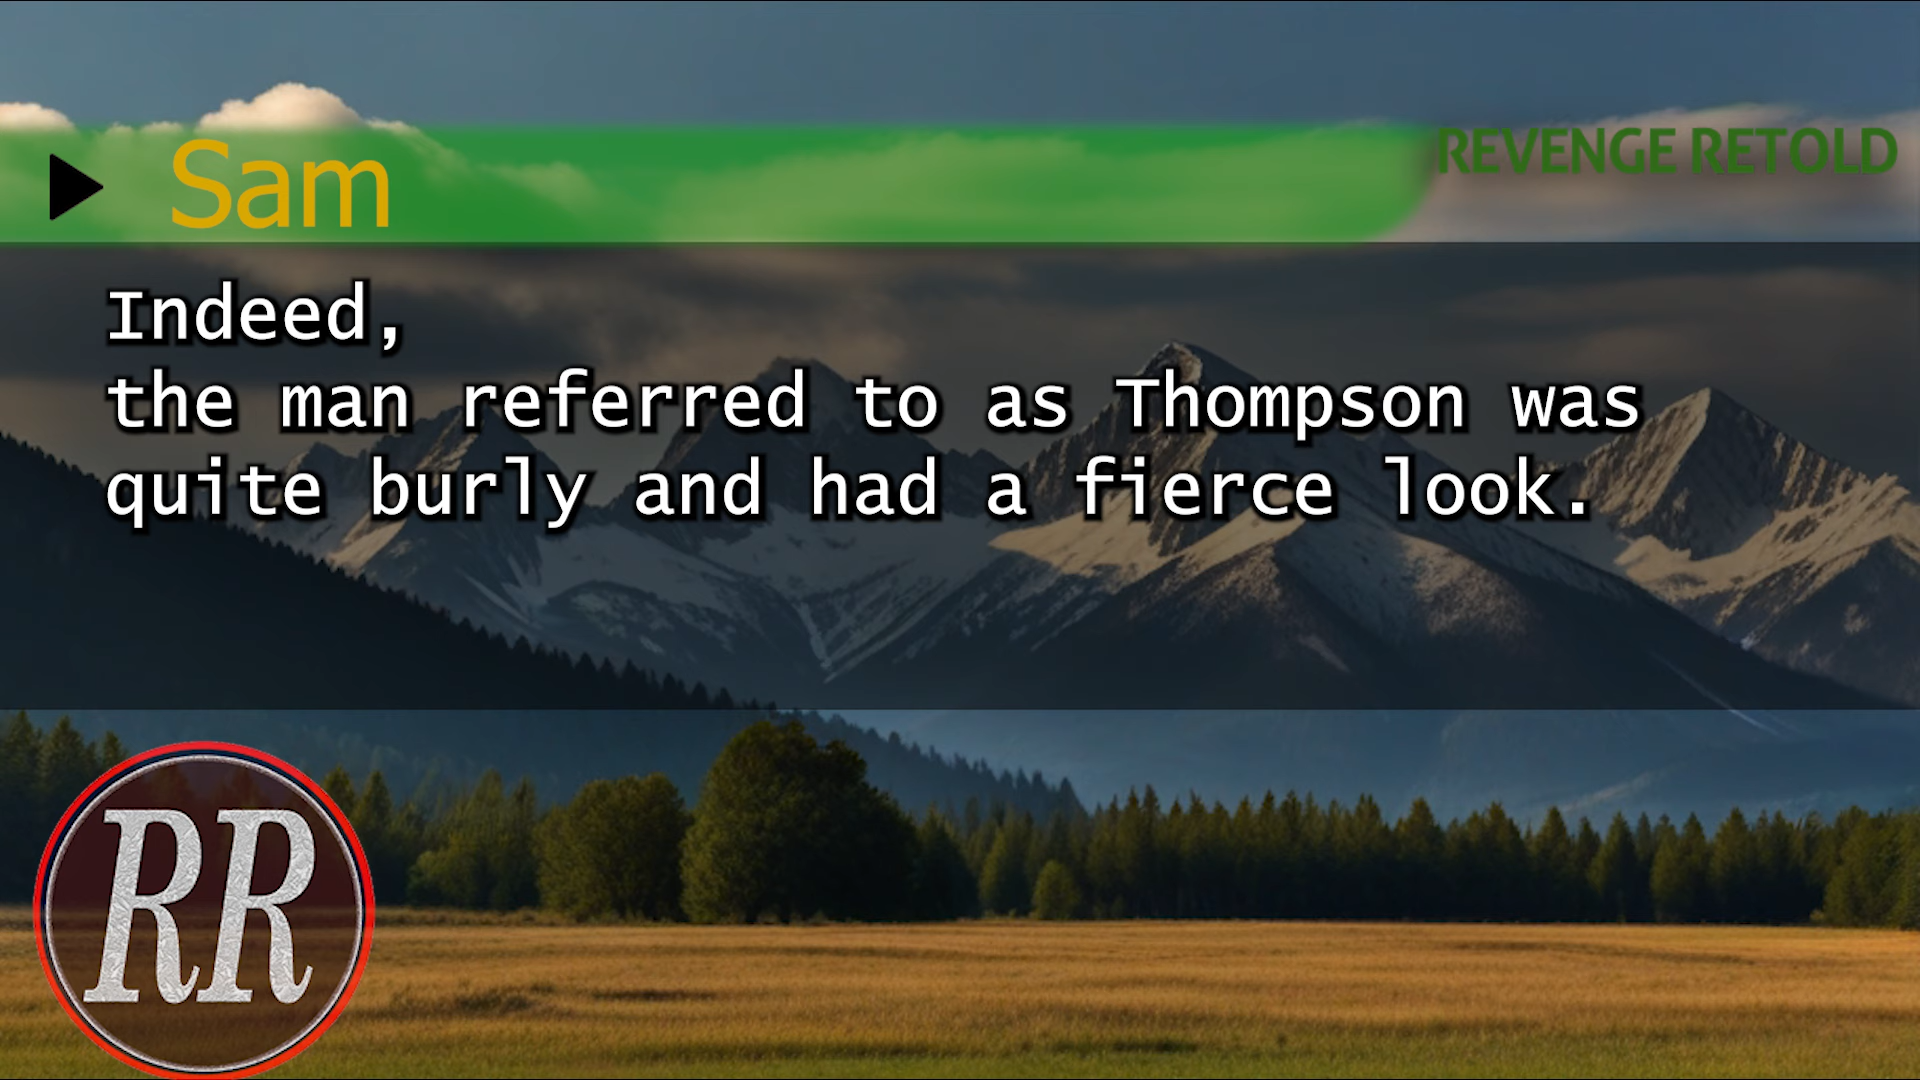 Sam
REVENGE RETOLD
Indeed,
the man referred to as Thompson was
quite burly and had a fierce look.
RR